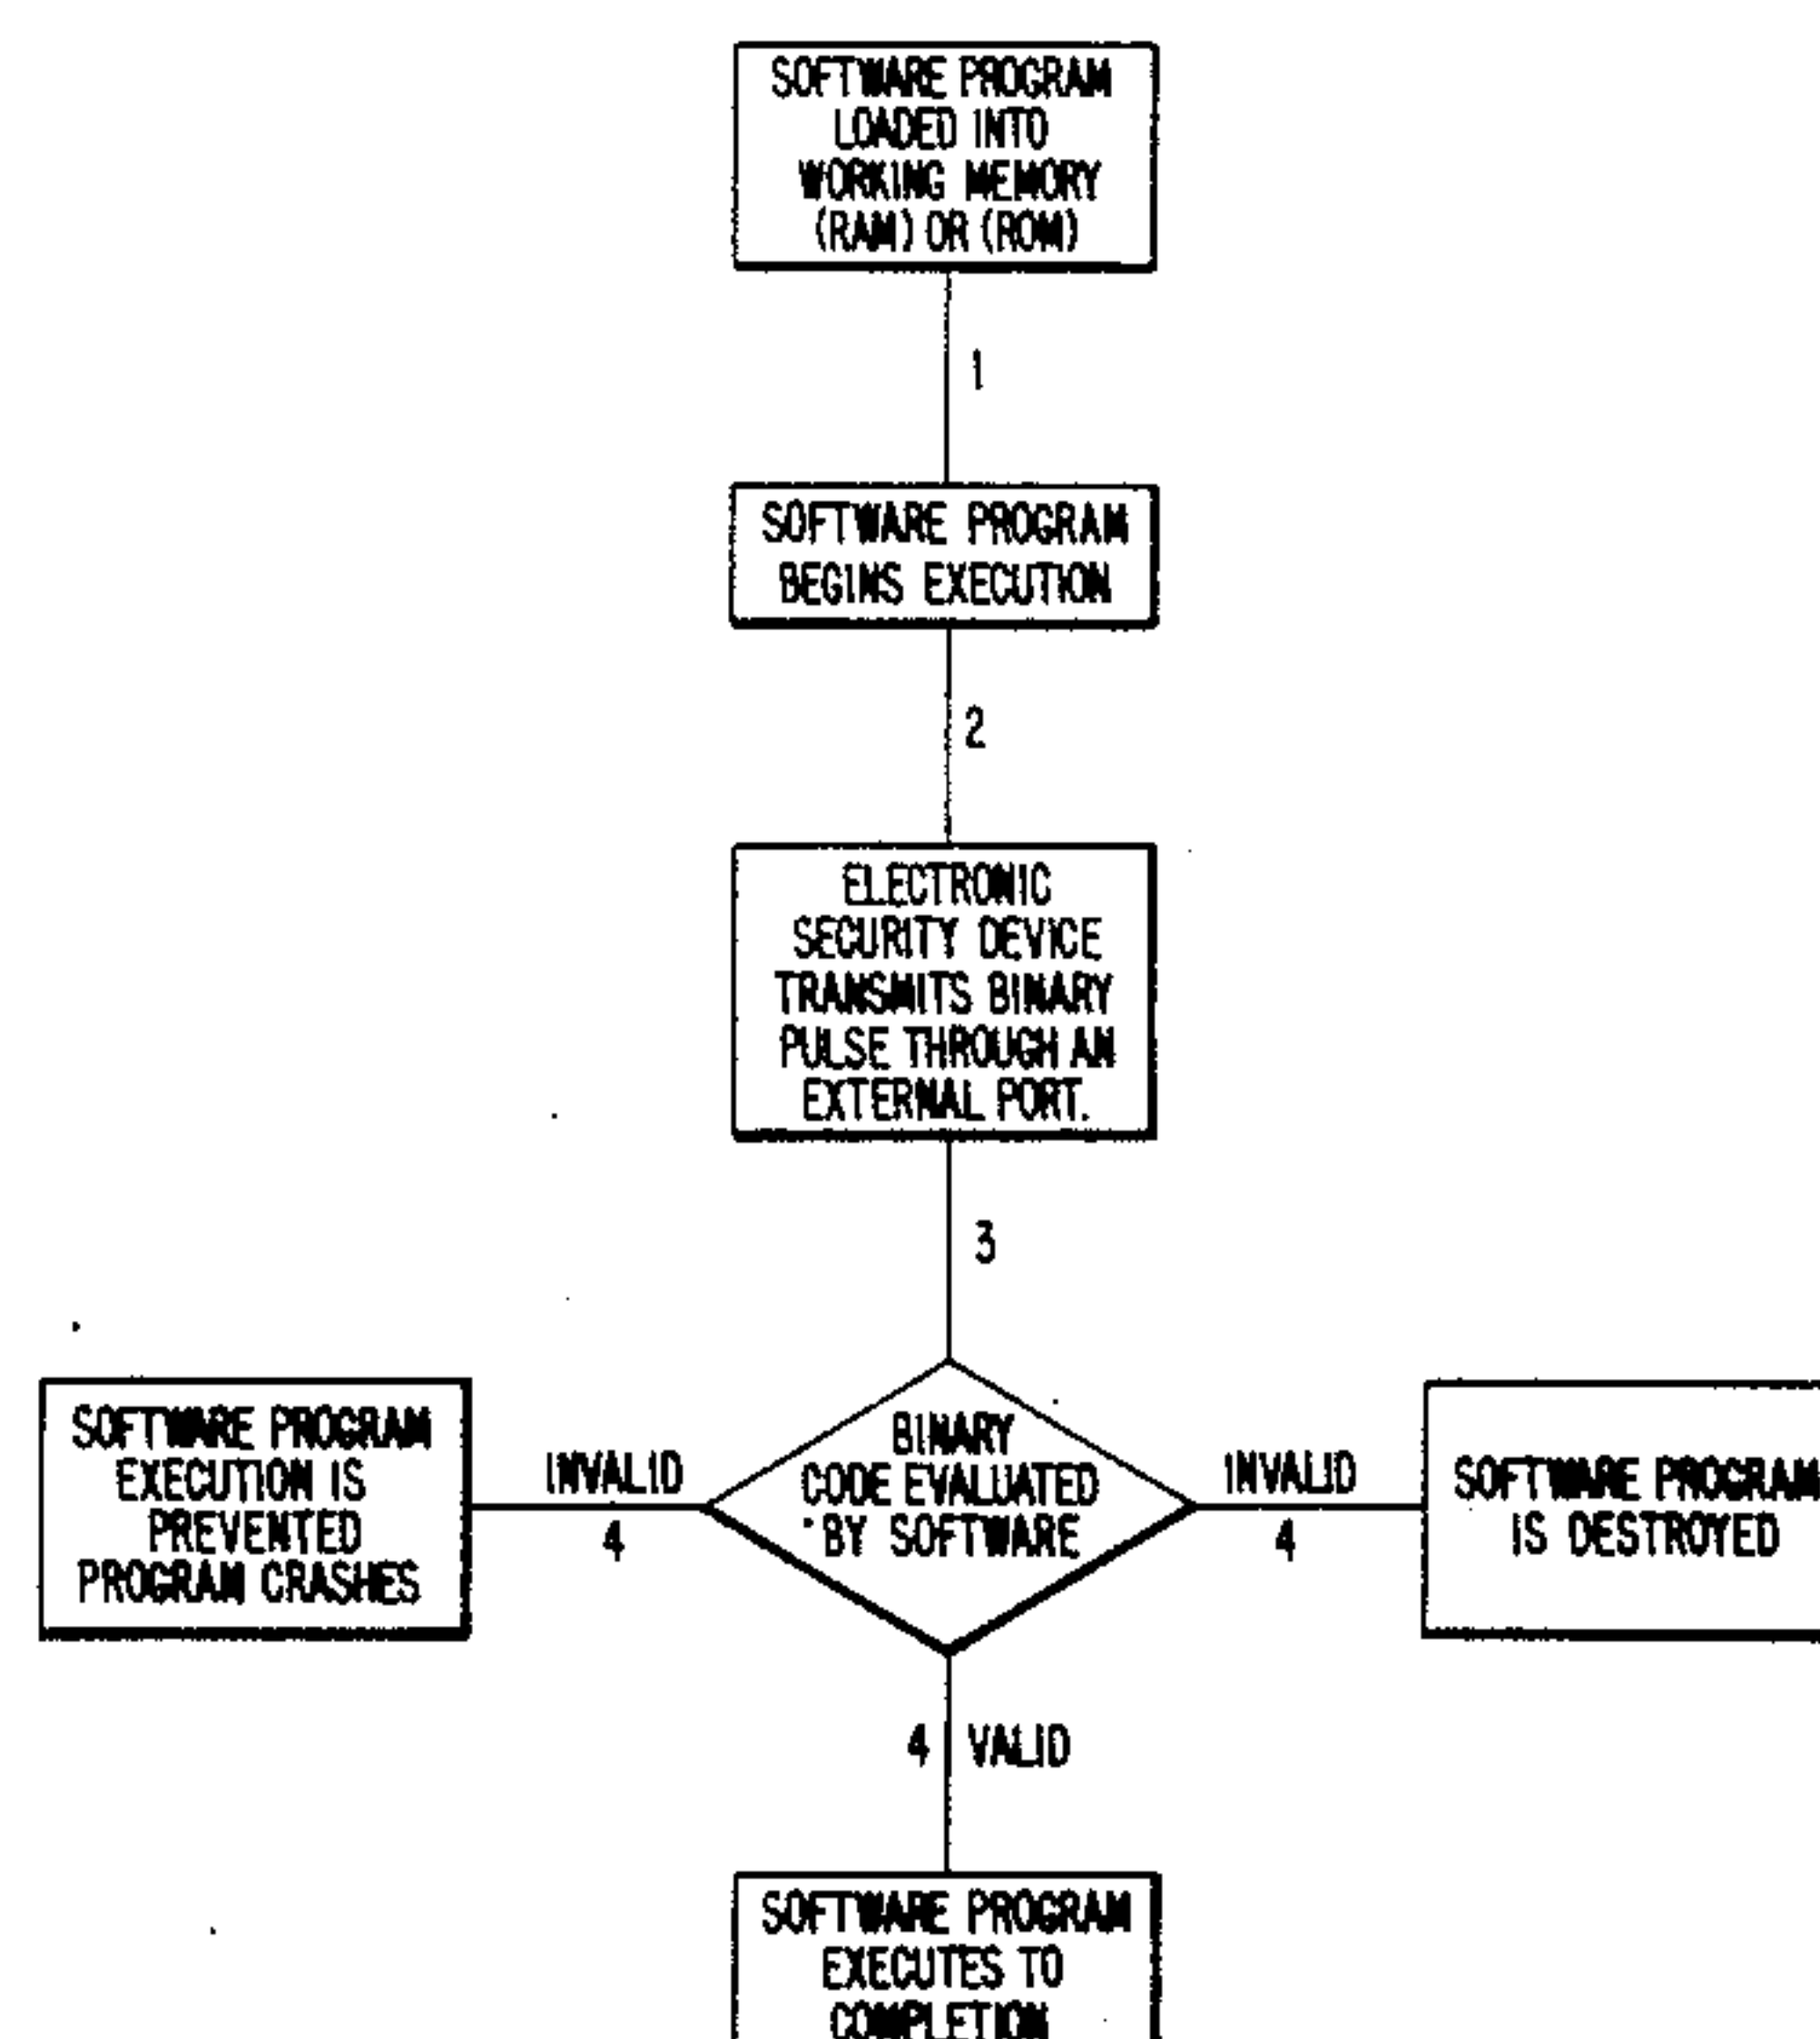 SOFTWARE PROGRAM
LOADED INTO
WORKING MEMORY
(RAM) OR (ROM)
1
SOFTWARE PROGRAM
BEGINS EXECUTION
2
ELECTRONIC
SECURITY DEVICE
TRANSMITS BINARY
PULSE THROUGH AN
EXTERNAL PORT.
3
SOFTWARE PROGRAM
EXECUTION IS
PREVENTED
PROGRAM CRASHES
INVALID
4
BINARY
CODE EVALUATED
BY SOFTWARE
INVALID
4
SOFTWARE PROGRAM
IS DESTROYED
4 VALID
SOFTWARE PROGRAM
EXECUTES TO
COMPLETION